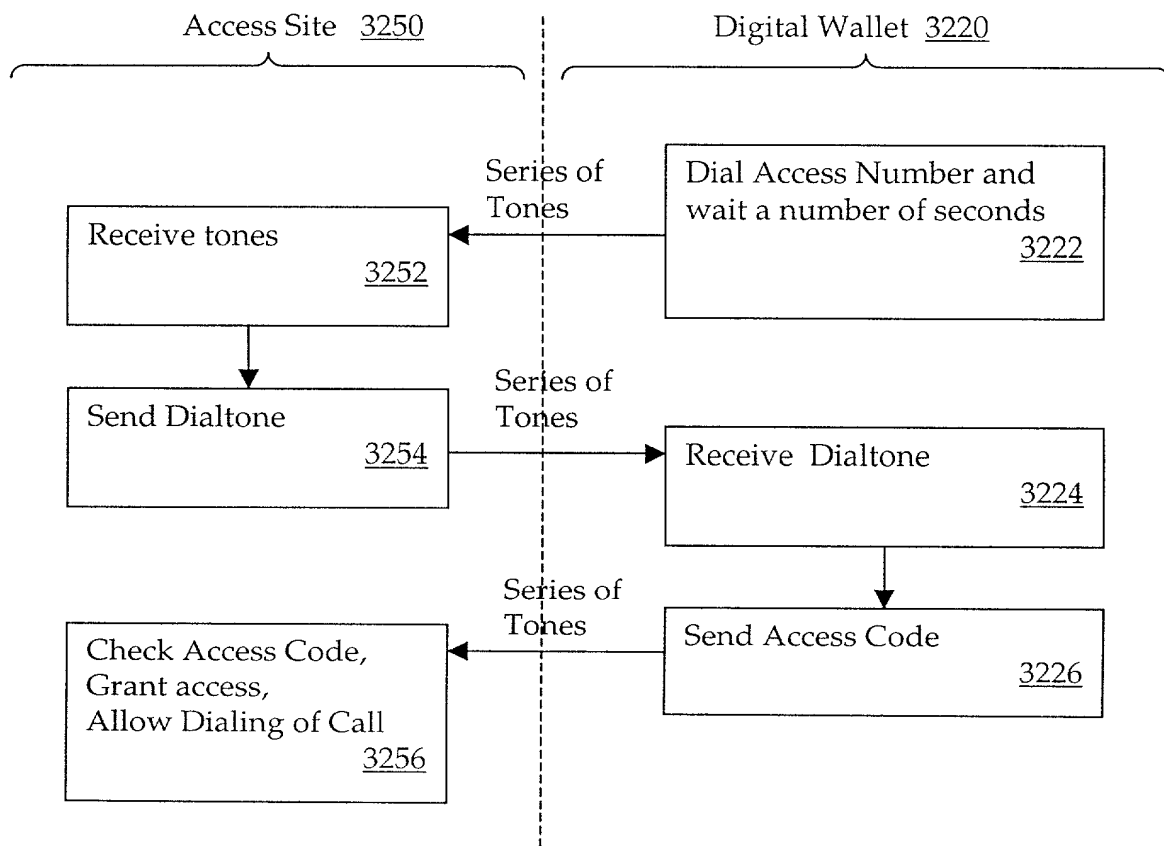 Access Site 3250
Digital Wallet 3220
Series of
Tones
Dial Access Number and
wait a number of seconds
3222
Receive tones
3252
Series of
Tones
Send Dialtone
3254
Receive Dialtone
3224
Series of
Tones
Send Access Code
3226
Check Access Code,
Grant access,
Allow Dialing of Call
3256